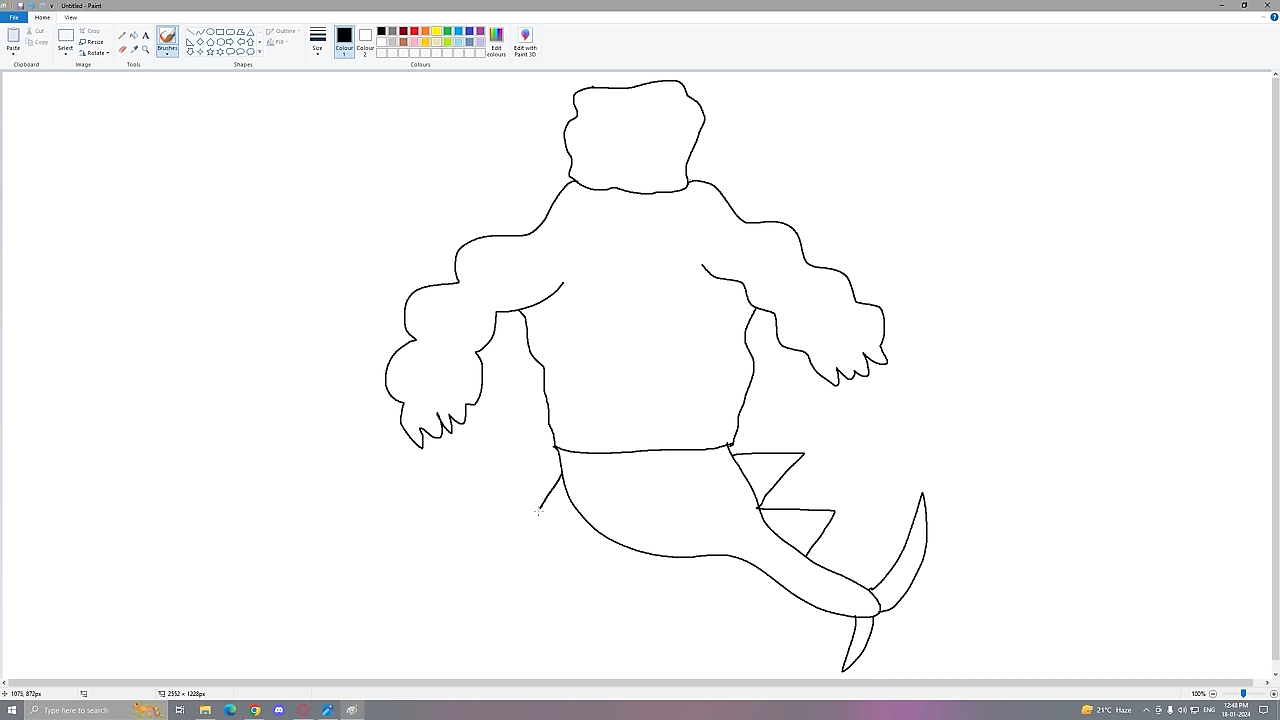 Untitled - Paint
File Home View
Paste Cut Copy
Clipboard
Select Crop Resize Rotate
Image
Tools
Brushes
Outline
Fill
Shapes
Size
Colour 1
Colour 2
Edit colours
Edit with Paint 3D
Colours
1075, 872px
2552 × 1228px
100%
Type here to search
21°C Haze
ENG
12:48 PM
18-01-2024